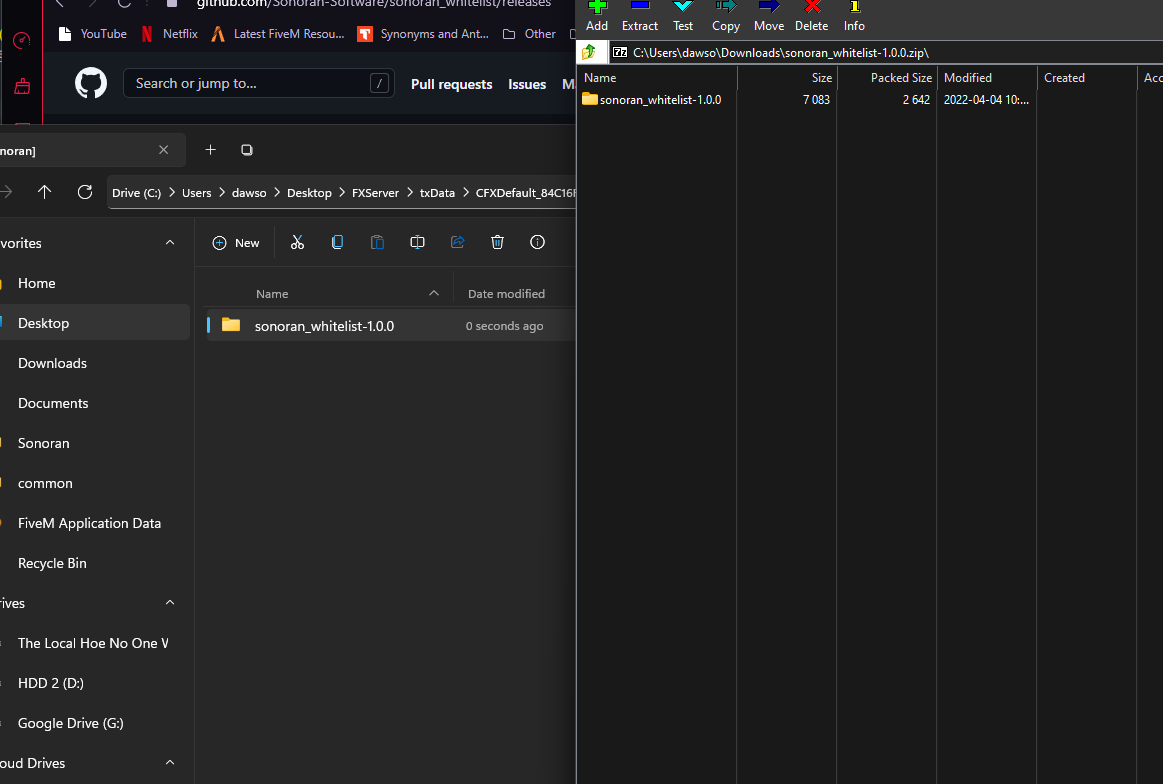 github.com/Sonoran-Software/sonoran_whitelist/releases
YouTube
Netflix
Latest FiveM Resou...
Synonyms and Ant...
Other
Search or jump to...
/
Pull requests
Issues
M
noran]
Drive (C:) > Users > dawso > Desktop > FXServer > txData > CFXDefault_84C16F
vorites
New
Home
Name
Date modified
Desktop
sonoran_whitelist-1.0.0
0 seconds ago
Downloads
Documents
Sonoran
common
FiveM Application Data
Recycle Bin
rives
The Local Hoe No One W
HDD 2 (D:)
Google Drive (G:)
oud Drives
Add
Extract
Test
Copy
Move
Delete
Info
7z
C:\Users\dawso\Downloads\sonoran_whitelist-1.0.0.zip\
Name
Size
Packed Size
Modified
Created
Acc
sonoran_whitelist-1.0.0
7 083
2 642
2022-04-04 10:...